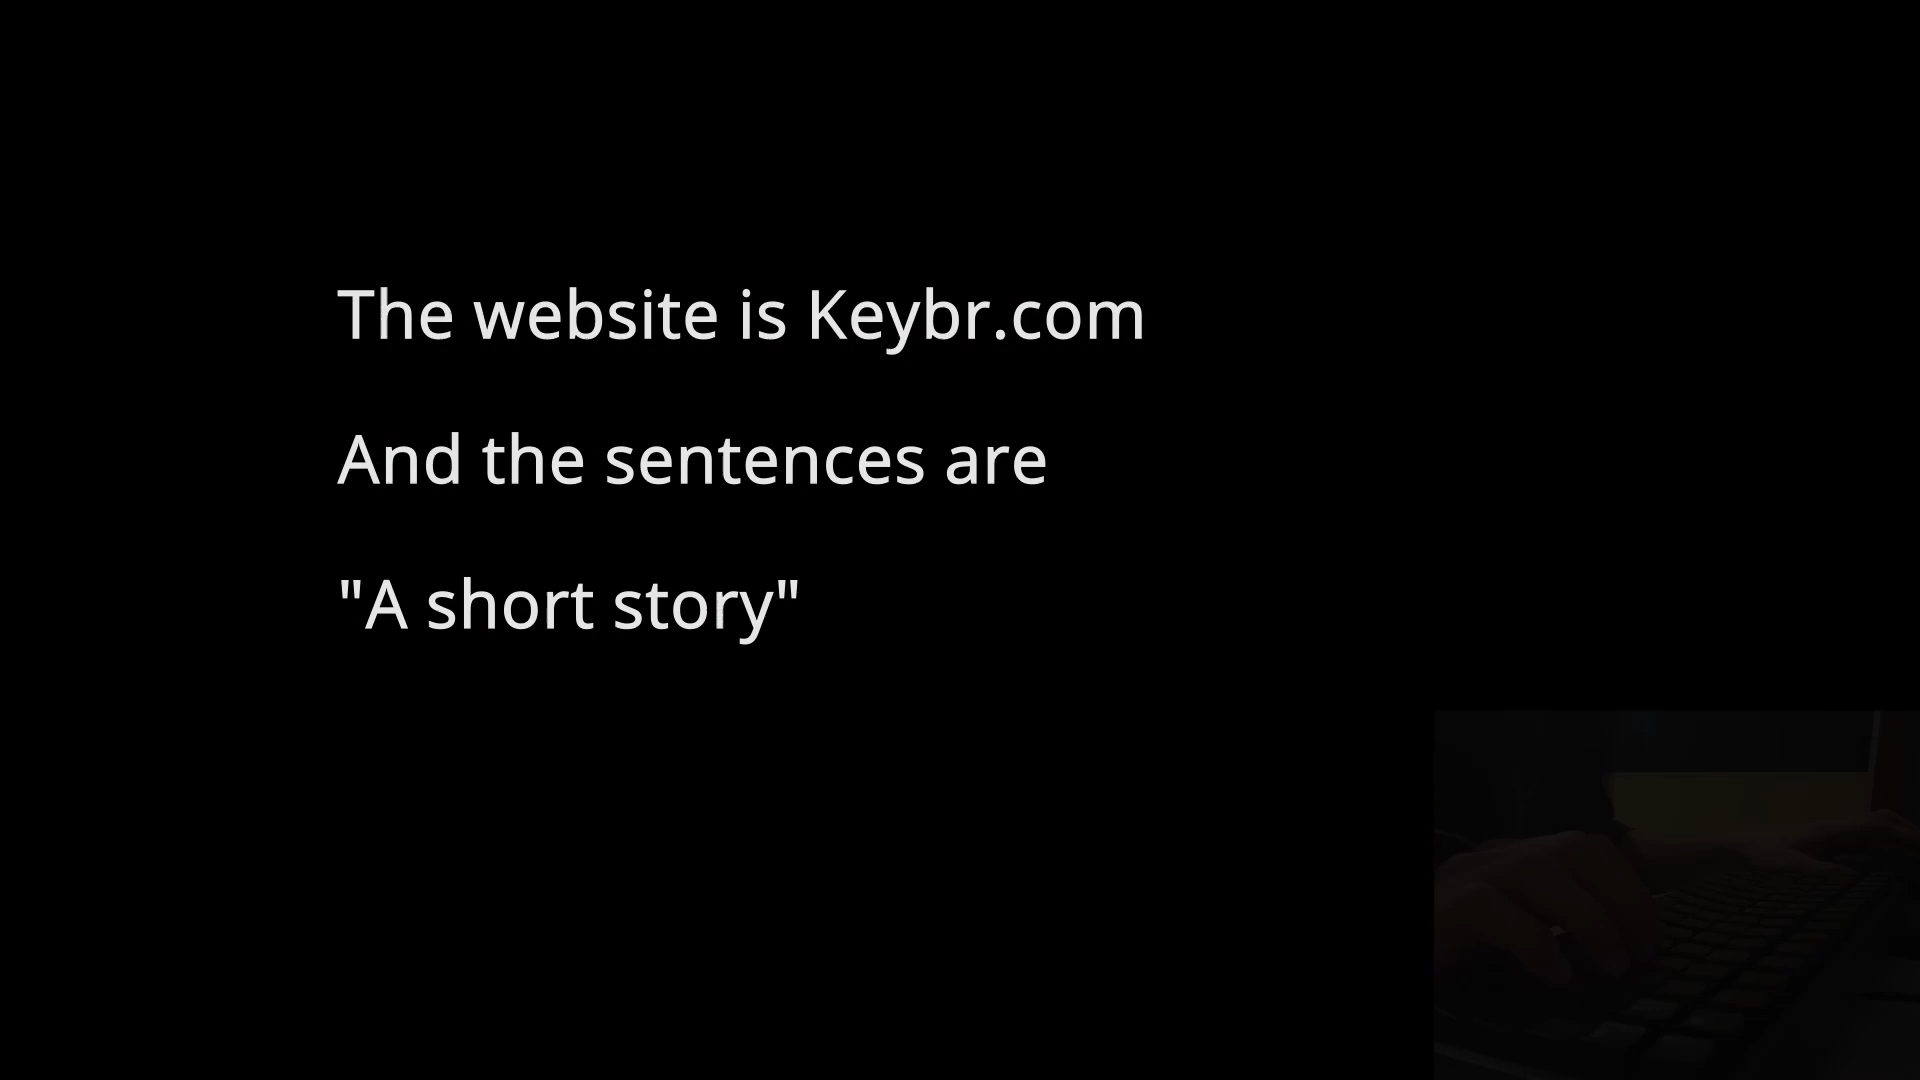 The website is Keybr.com
And the sentences are
"A short story"